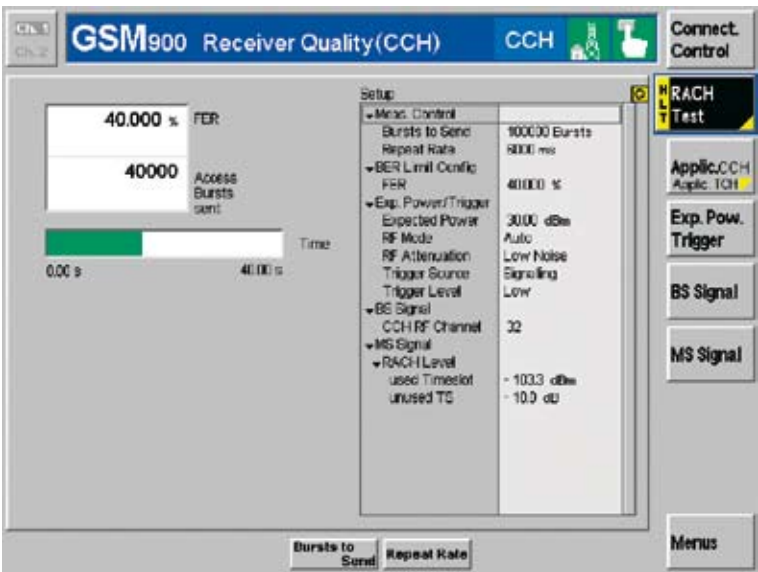 Ch. 1
Ch. 2
GSM900 Receiver Quality(CCH)
CCH
Connect.
Control
40.000 % FER
40000 Access
Bursts
sent
Time
0.00 s 40.00 s
Setup
Meas. Control
Bursts to Send 100000 Bursts
Repeat Rate ms
BER Limit Config
FER 40.000 %
Exp. Power/Trigger
Expected Power 30.00 dBm
RF Mode Auto
RF Attenuation Low Noise
Trigger Source Signaling
Trigger Level Low
BS Signal
CCH RF Channel 32
MS Signal
RACH Level
used Timeslot - 103.3 dBm
unused TS - 10.0 dB
HLT
RACH
Test
Applic.CCH
Applic. TCH
Exp. Pow.
Trigger
BS Signal
MS Signal
Menus
Bursts to
Send
Repeat Rate